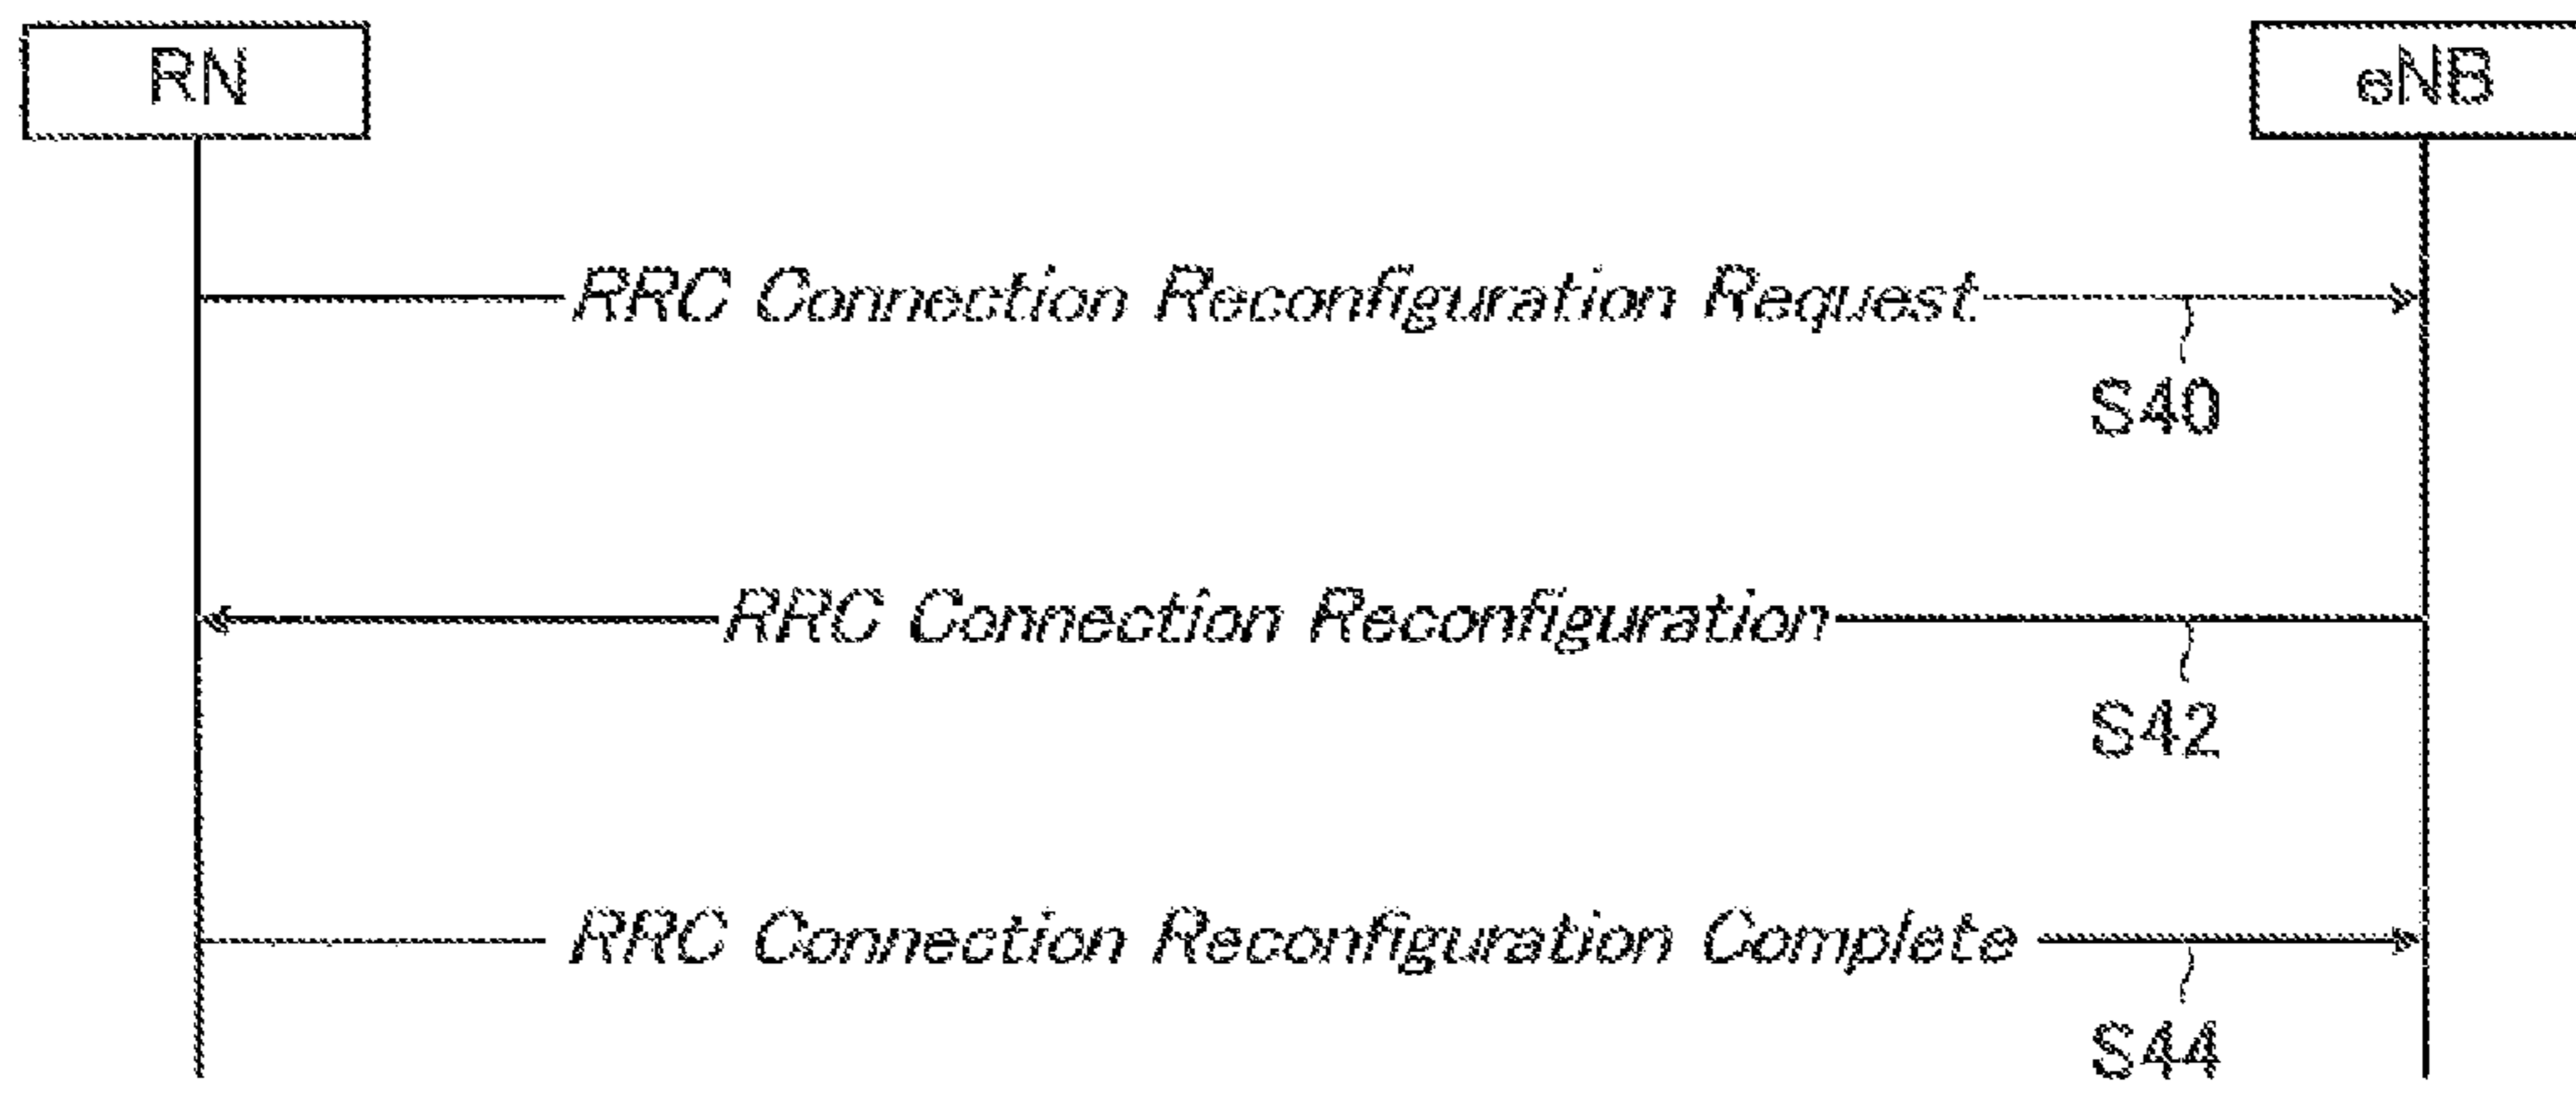 RN
eNB
RRC Connection Reconfiguration Request
S40
RRC Connection Reconfiguration
S42
RRC Connection Reconfiguration Complete
S44